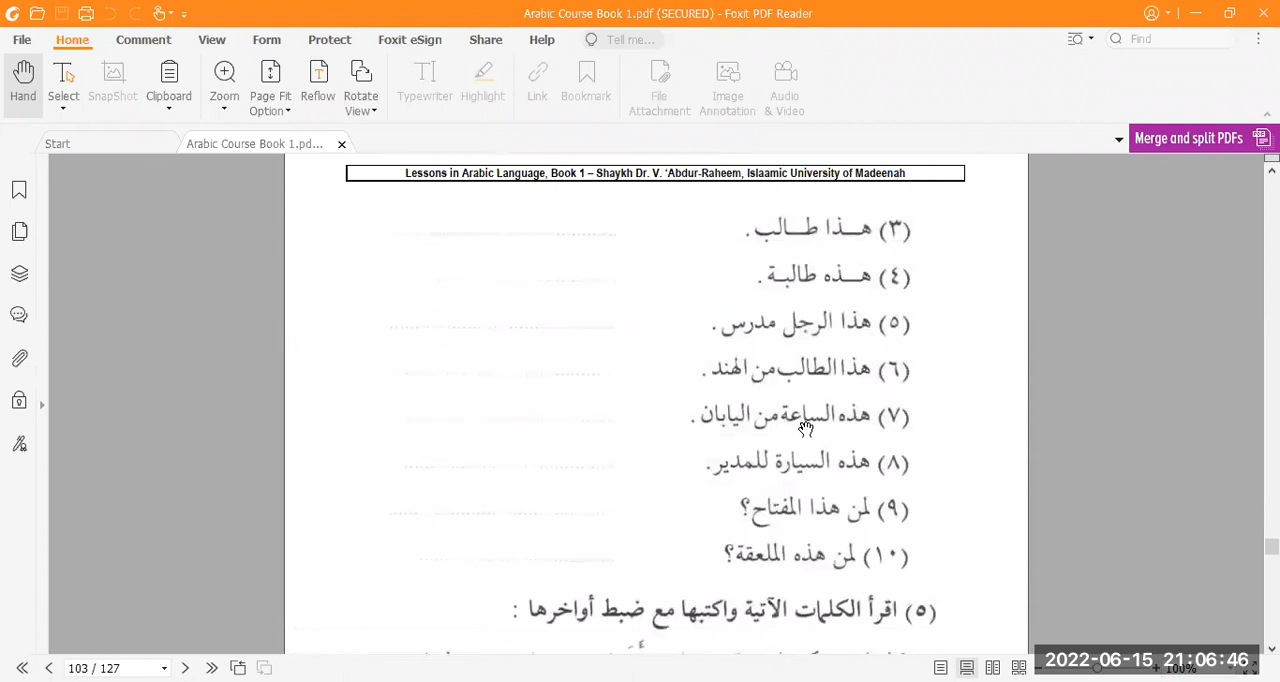 Arabic Course Book 1.pdf (SECURED) - Foxit PDF Reader
File Home Comment View Form Protect Foxit eSign Share Help Tell me... Find
Hand Select SnapShot Clipboard Zoom Page Fit Option Reflow Rotate View Typewriter Highlight Link Bookmark File Attachment Image Annotation Audio & Video
Start Arabic Course Book 1.pd... Merge and split PDFs
Lessons in Arabic Language, Book 1 – Shaykh Dr. V. ‘Abdur-Raheem, Islaamic University of Madeenah
(٣) هــذا طــالب .
(٤) هــذه طالبـة .
(٥) هذا الرجل مدرس .
(٦) هذا الطالب من الهند .
(٧) هذه الساعة من اليابان .
(٨) هذه السيارة للمدير .
(٩) لمن هذا المفتاح؟
(١٠) لمن هذه الملعقة؟
(٥) اقرأ الكلمات الآتية واكتبها مع ضبط أواخرها :
103 / 127 2022-06-15 21:06:46 100%